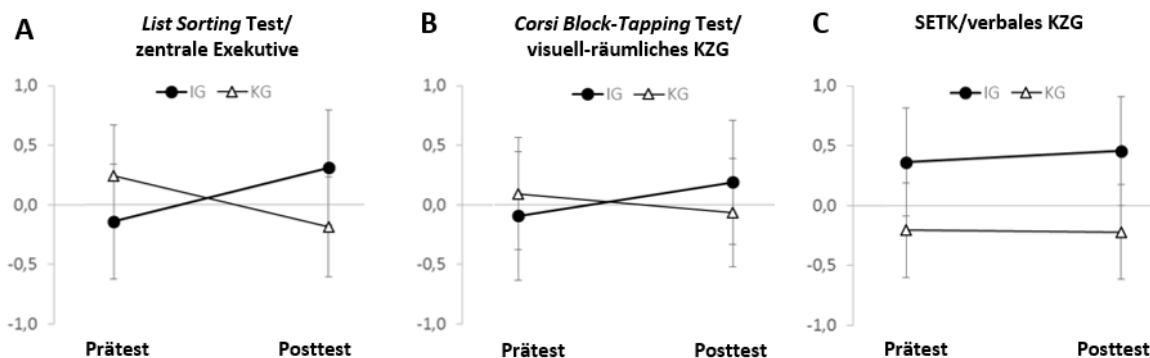 A
List Sorting Test/
zentrale Exekutive
1,0
0,5
0,0
-0,5
-1,0
IG KG
Prätest Posttest
B
Corsi Block-Tapping Test/
visuell-räumliches KZG
1,0
0,5
0,0
-0,5
-1,0
IG KG
Prätest Posttest
C
SETK/verbales KZG
1,0
0,5
0,0
-0,5
-1,0
IG KG
Prätest Posttest